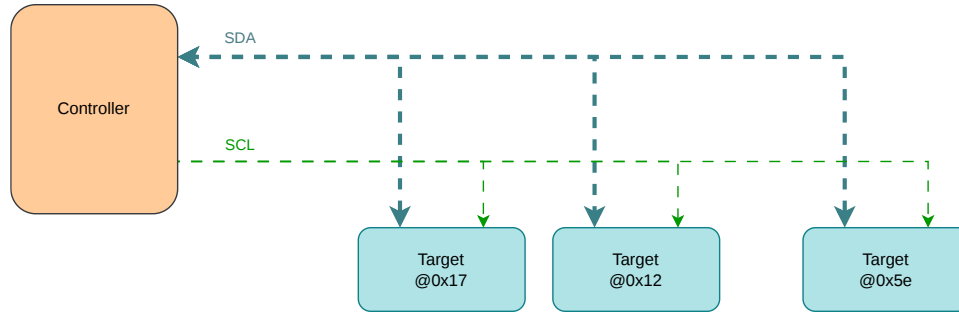 SDA
Controller
SCL
Target
@0x17
Target
@0x12
Target
@0x5e